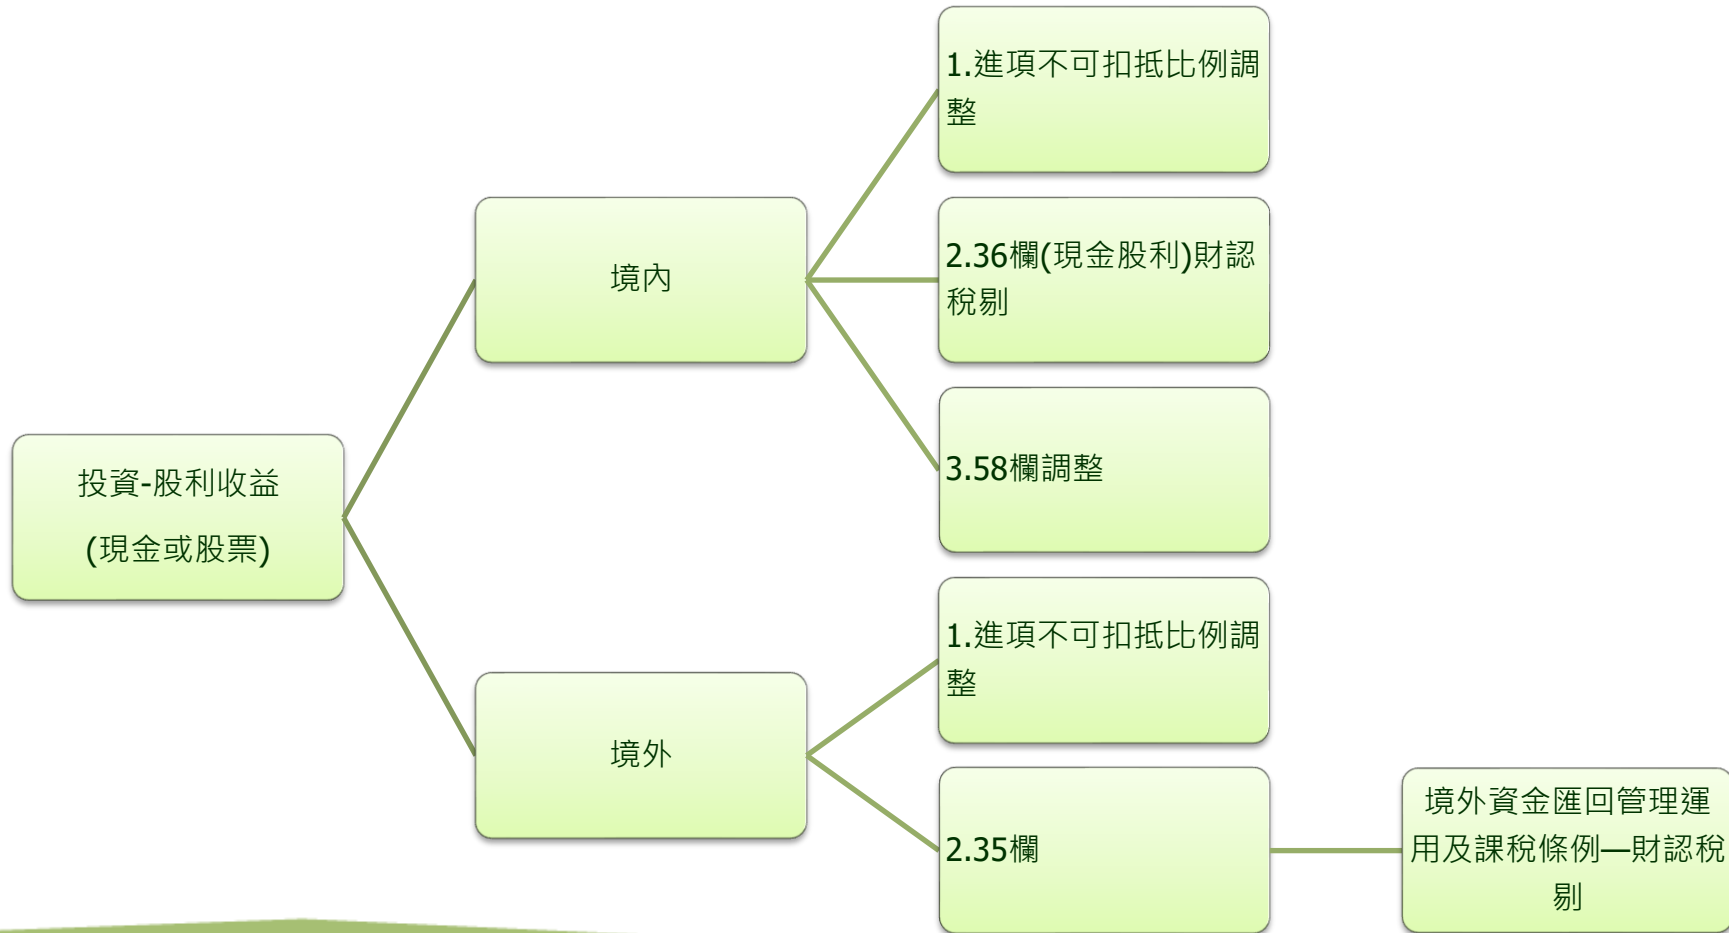 投資-股利收益
(現金或股票)
境內
1.進項不可扣抵比例調
整
2.36欄(現金股利)財認
稅剔
3.58欄調整
境外
1.進項不可扣抵比例調
整
2.35欄
境外資金匯回管理運
用及課稅條例—財認稅
剔